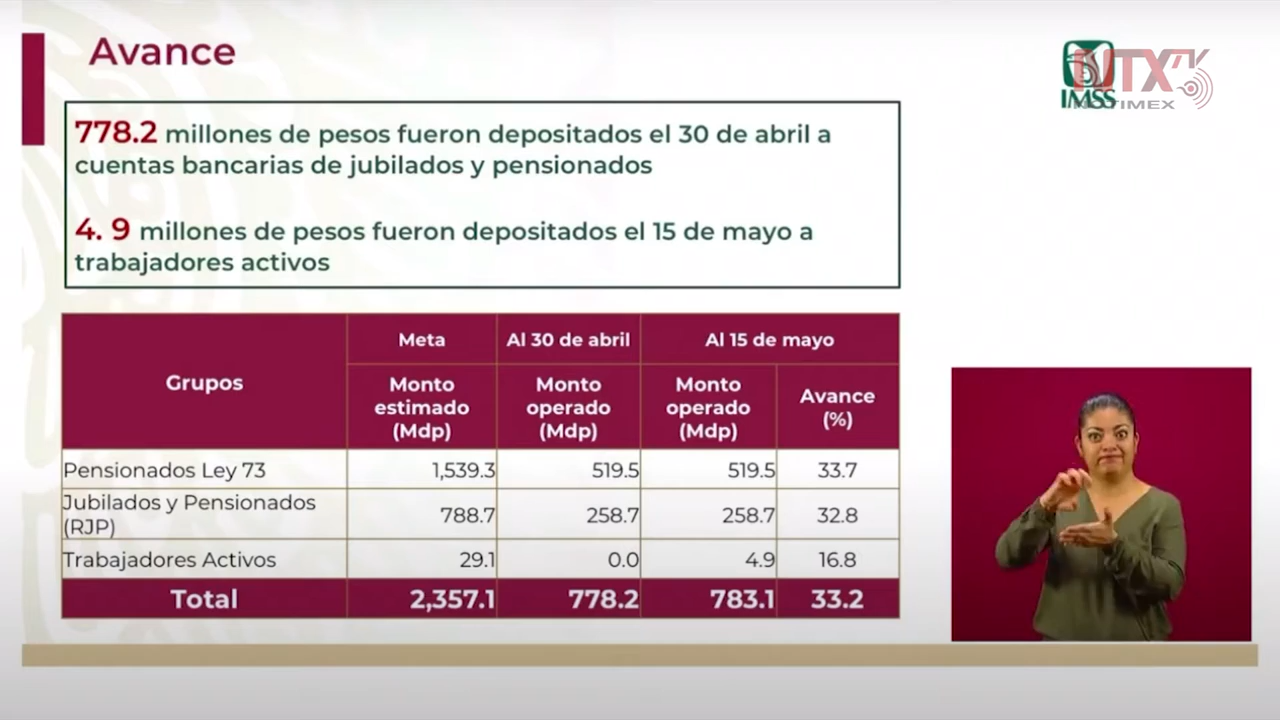 Avance
IMSS
NTX TV
NOTIMEX
778.2 millones de pesos fueron depositados el 30 de abril a
cuentas bancarias de jubilados y pensionados
4. 9 millones de pesos fueron depositados el 15 de mayo a
trabajadores activos
Grupos
Meta
Al 30 de abril
Al 15 de mayo
Monto
estimado
(Mdp)
Monto
operado
(Mdp)
Monto
operado
(Mdp)
Avance
(%)
Pensionados Ley 73 1,539.3 519.5 519.5 33.7
Jubilados y Pensionados
(RJP) 788.7 258.7 258.7 32.8
Trabajadores Activos 29.1 0.0 4.9 16.8
Total 2,357.1 778.2 783.1 33.2